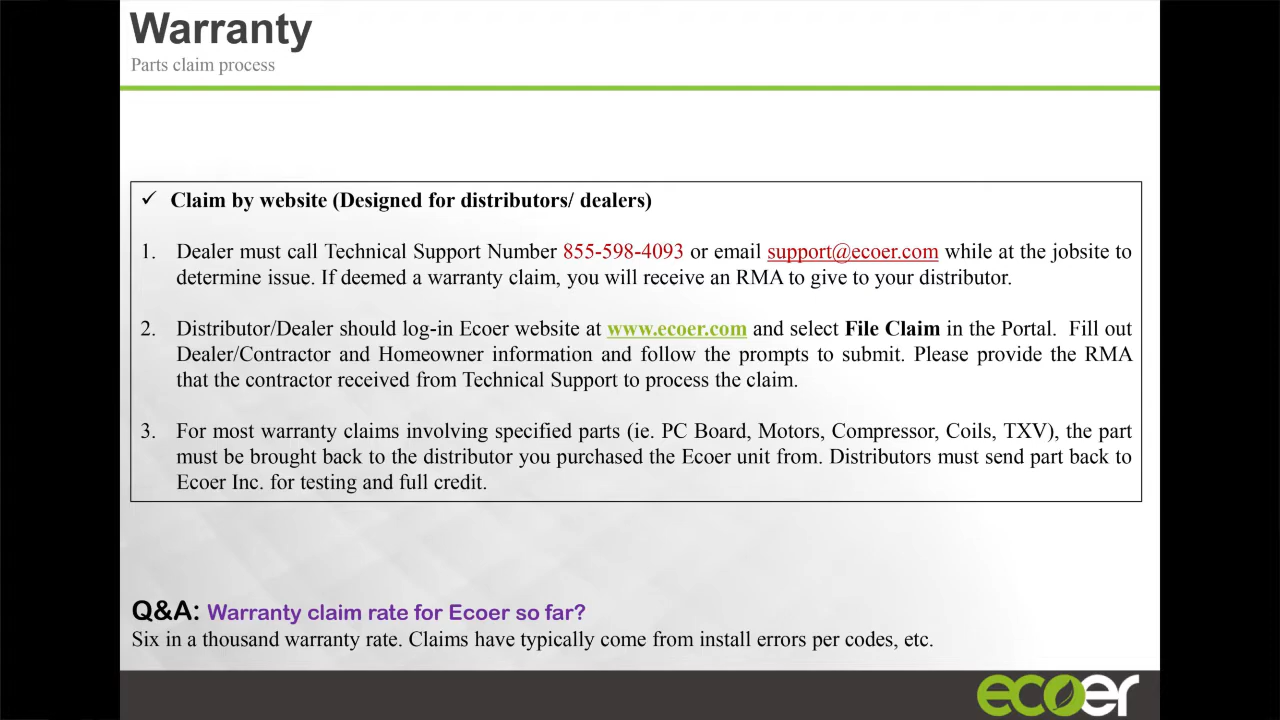 Warranty
Parts claim process
✓ Claim by website (Designed for distributors/ dealers)
1. Dealer must call Technical Support Number 855-598-4093 or email support@ecoer.com while at the jobsite to
determine issue. If deemed a warranty claim, you will receive an RMA to give to your distributor.
2. Distributor/Dealer should log-in Ecoer website at www.ecoer.com and select File Claim in the Portal. Fill out
Dealer/Contractor and Homeowner information and follow the prompts to submit. Please provide the RMA
that the contractor received from Technical Support to process the claim.
3. For most warranty claims involving specified parts (ie. PC Board, Motors, Compressor, Coils, TXV), the part
must be brought back to the distributor you purchased the Ecoer unit from. Distributors must send part back to
Ecoer Inc. for testing and full credit.
Q&A: Warranty claim rate for Ecoer so far?
Six in a thousand warranty rate. Claims have typically come from install errors per codes, etc.
ecoer